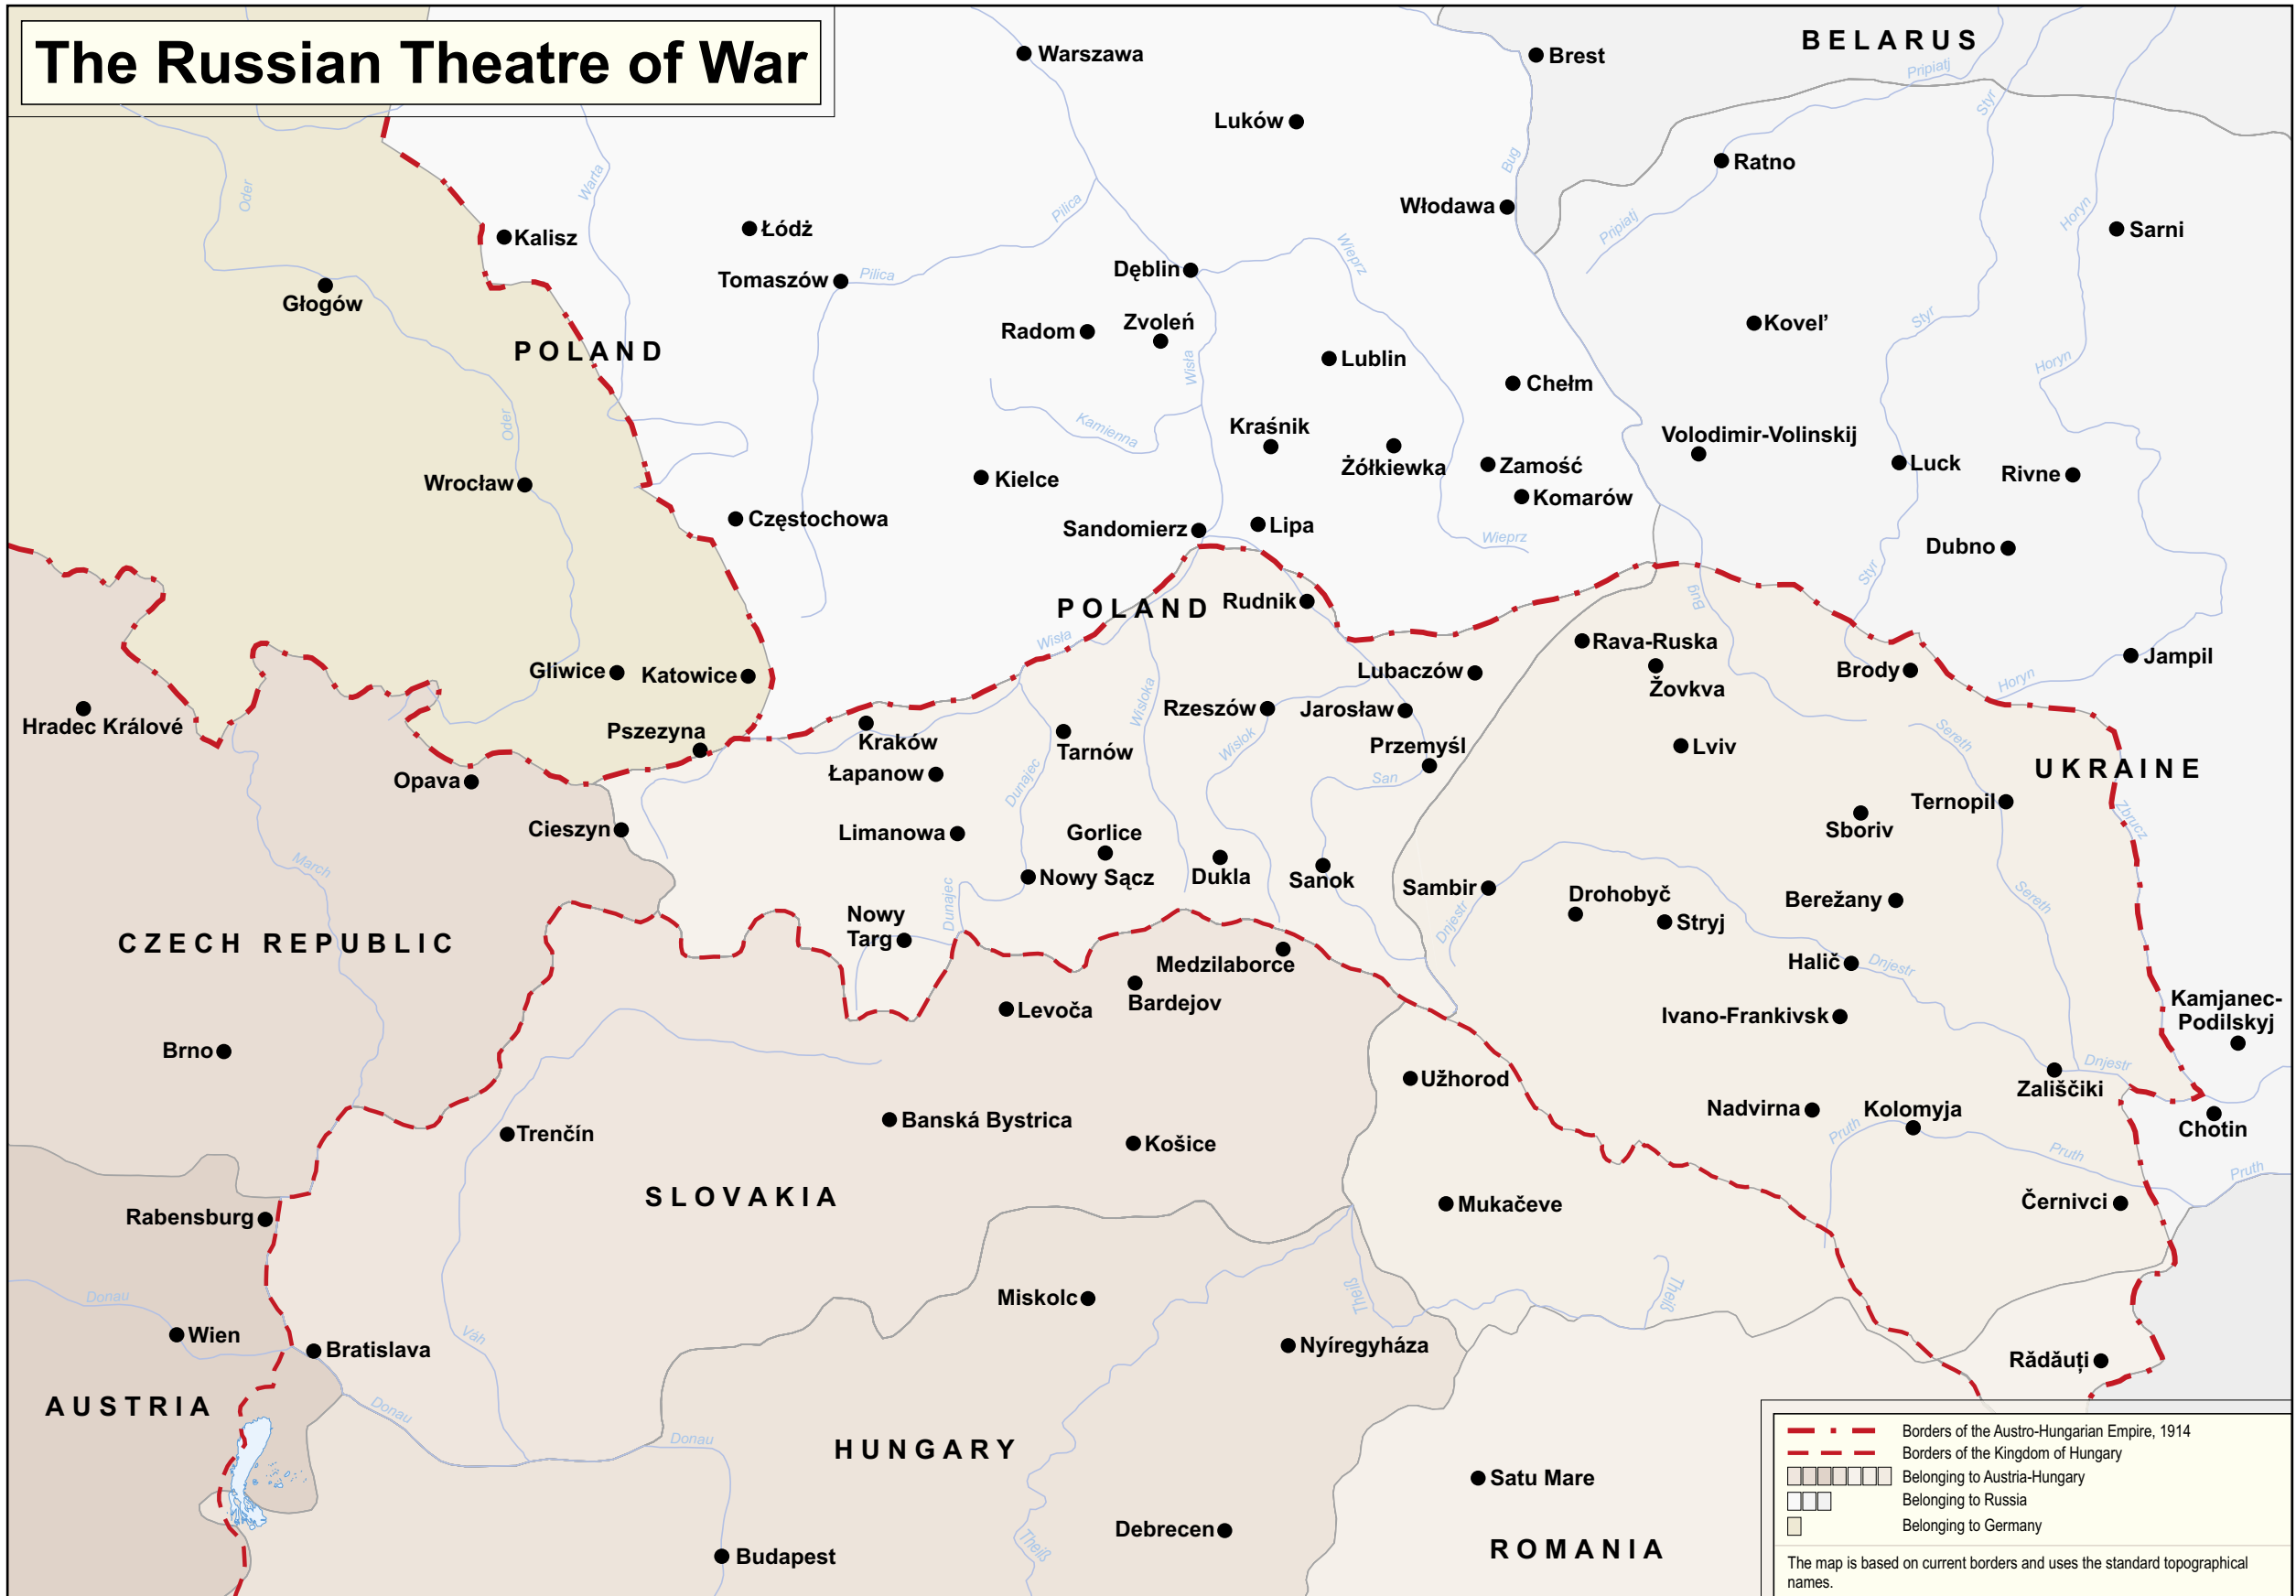 The Russian Theatre of War
BELARUS
Warszawa
Brest
Pripiatj
Styr
Luków
Bug
Ratno
Warta
Oder
Pilica
Włodawa
Pripiatj
Horyn
Sarni
Kalisz
Łódż
Wieprz
Tomaszów
Pilica
Dęblin
Głogów
Radom
Zvoleń
Koveľ
Styr
POLAND
Wisła
Lublin
Horyn
Chełm
Oder
Kamienna
Kraśnik
Volodimir-Volinskij
Żółkiewka
Zamość
Luck
Rivne
Wrocław
Kielce
Komarów
Częstochowa
Sandomierz
Lipa
Wieprz
Dubno
Styr
Bug
POLAND
Rudnik
Wisła
Rava-Ruska
Jampil
Gliwice
Katowice
Lubaczów
Žovkva
Brody
Horyn
Hradec Králové
Wisloka
Rzeszów
Jarosław
Pszezyna
Kraków
Tarnów
Wislok
Przemyśl
Lviv
Sereth
Łapanow
Dunajec
San
UKRAINE
Opava
Ternopil
Zbrucz
Cieszyn
Limanowa
Gorlice
Sboriv
March
Nowy Sącz
Dukla
Sanok
Sambir
Drohobyč
Berežany
Sereth
Nowy
Targ
Dunajec
Dnjestr
Stryj
CZECH REPUBLIC
Medzilaborce
Halič
Dnjestr
Levoča
Bardejov
Ivano-Frankivsk
Kamjanec-
Podilskyj
Brno
Užhorod
Dnjestr
Zališčiki
Trenčín
Banská Bystrica
Košice
Nadvirna
Kolomyja
Chotin
Pruth
Pruth
Pruth
SLOVAKIA
Mukačeve
Černivci
Rabensburg
Donau
Miskolc
Theiß
Theiß
Wien
Váh
Bratislava
Nyíregyháza
Rădăuți
AUSTRIA
Donau
Donau
HUNGARY
Satu Mare
Debrecen
Theiß
Budapest
ROMANIA
Borders of the Austro-Hungarian Empire, 1914
Borders of the Kingdom of Hungary
Belonging to Austria-Hungary
Belonging to Russia
Belonging to Germany
The map is based on current borders and uses the standard topographical
names.